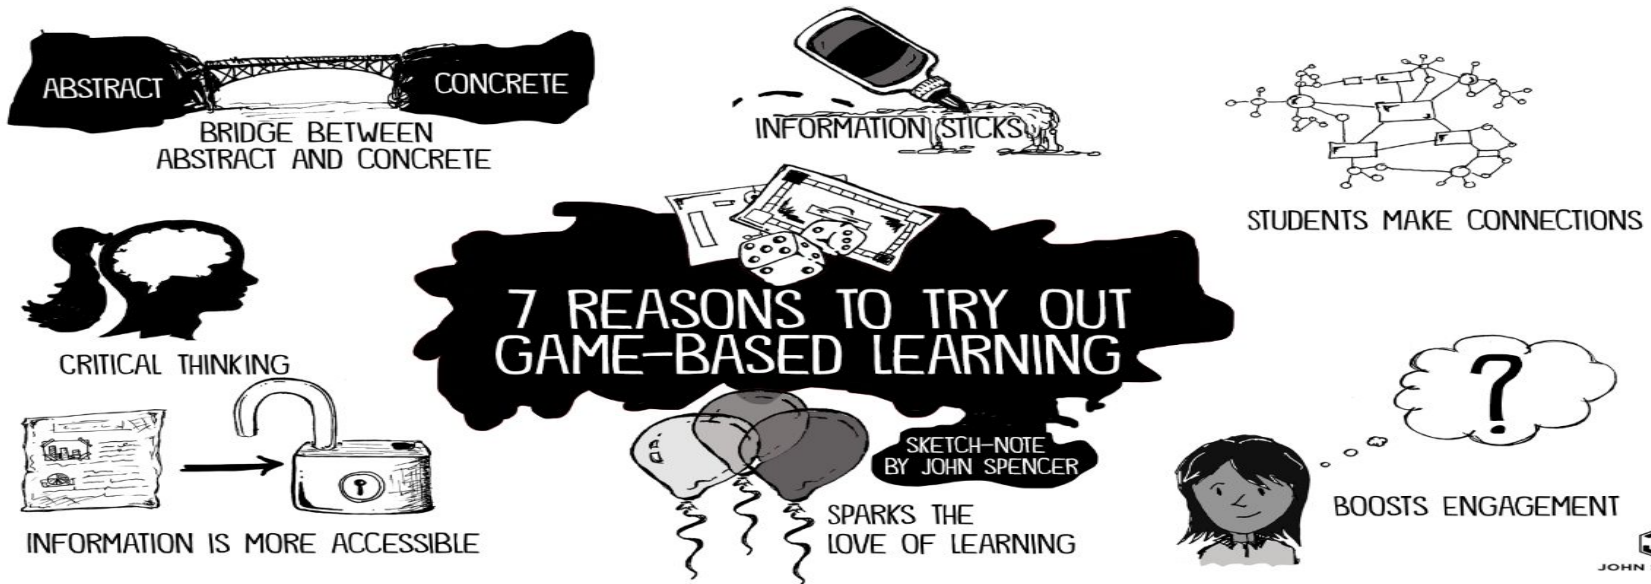 ABSTRACT
CONCRETE
BRIDGE BETWEEN
ABSTRACT AND CONCRETE
INFORMATION STICKS
STUDENTS MAKE CONNECTIONS
CRITICAL THINKING
7 REASONS TO TRY OUT
GAME-BASED LEARNING
SKETCH-NOTE
BY JOHN SPENCER
INFORMATION IS MORE ACCESSIBLE
SPARKS THE
LOVE OF LEARNING
BOOSTS ENGAGEMENT
JOHN